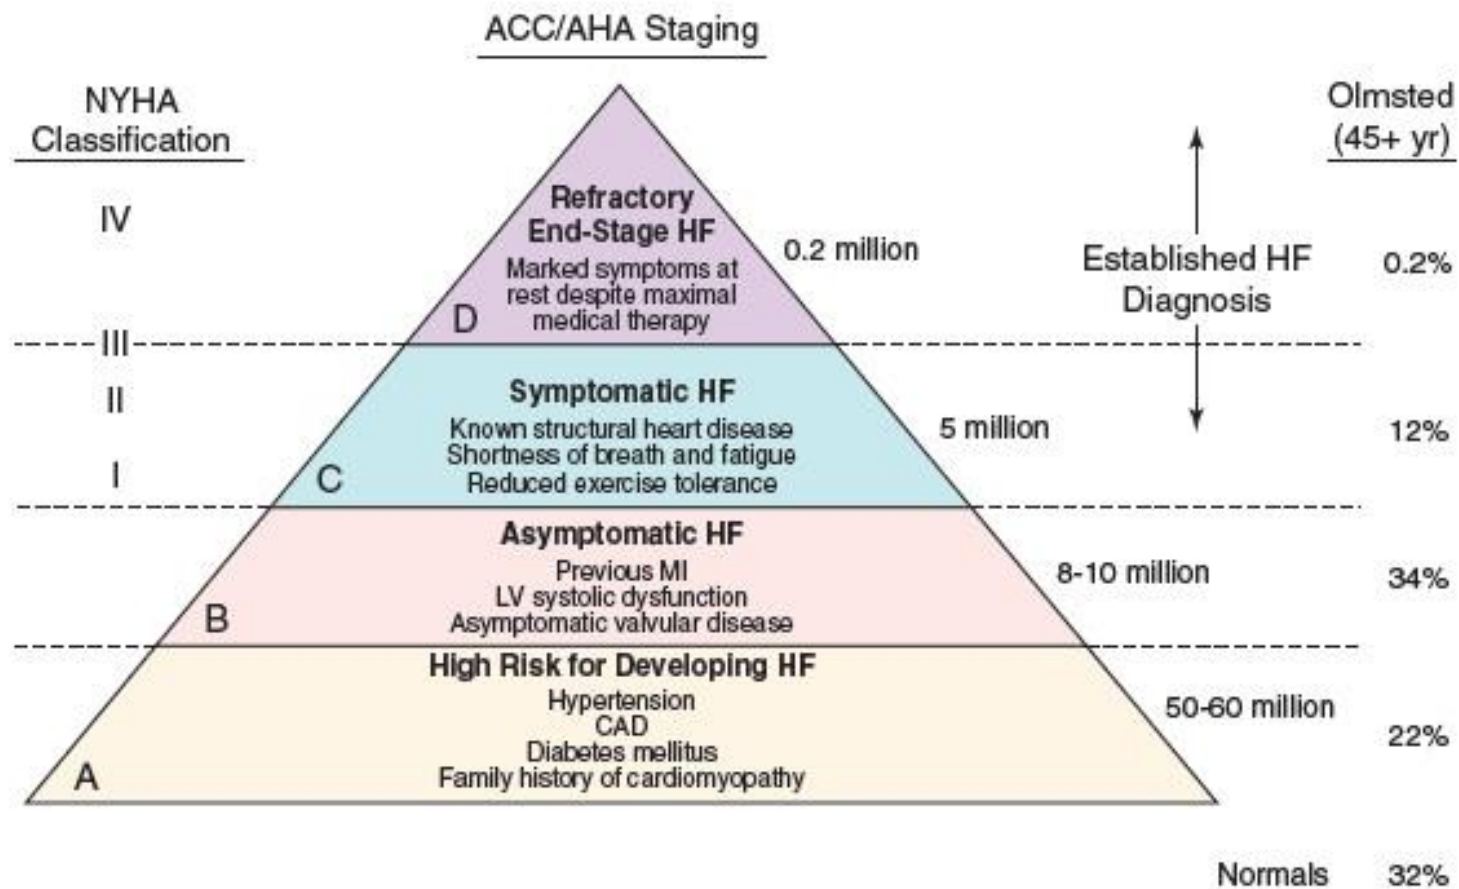 ACC/AHA Staging
NYHA
Classification
IV
III
II
I
Refractory
End-Stage HF
Marked symptoms at
rest despite maximal
medical therapy
D
Symptomatic HF
Known structural heart disease
Shortness of breath and fatigue
Reduced exercise tolerance
C
Asymptomatic HF
Previous MI
LV systolic dysfunction
Asymptomatic valvular disease
B
High Risk for Developing HF
Hypertension
CAD
Diabetes mellitus
Family history of cardiomyopathy
A
0.2 million
5 million
8-10 million
50-60 million
Established HF
Diagnosis
Olmsted
(45+ yr)
0.2%
12%
34%
22%
Normals 32%